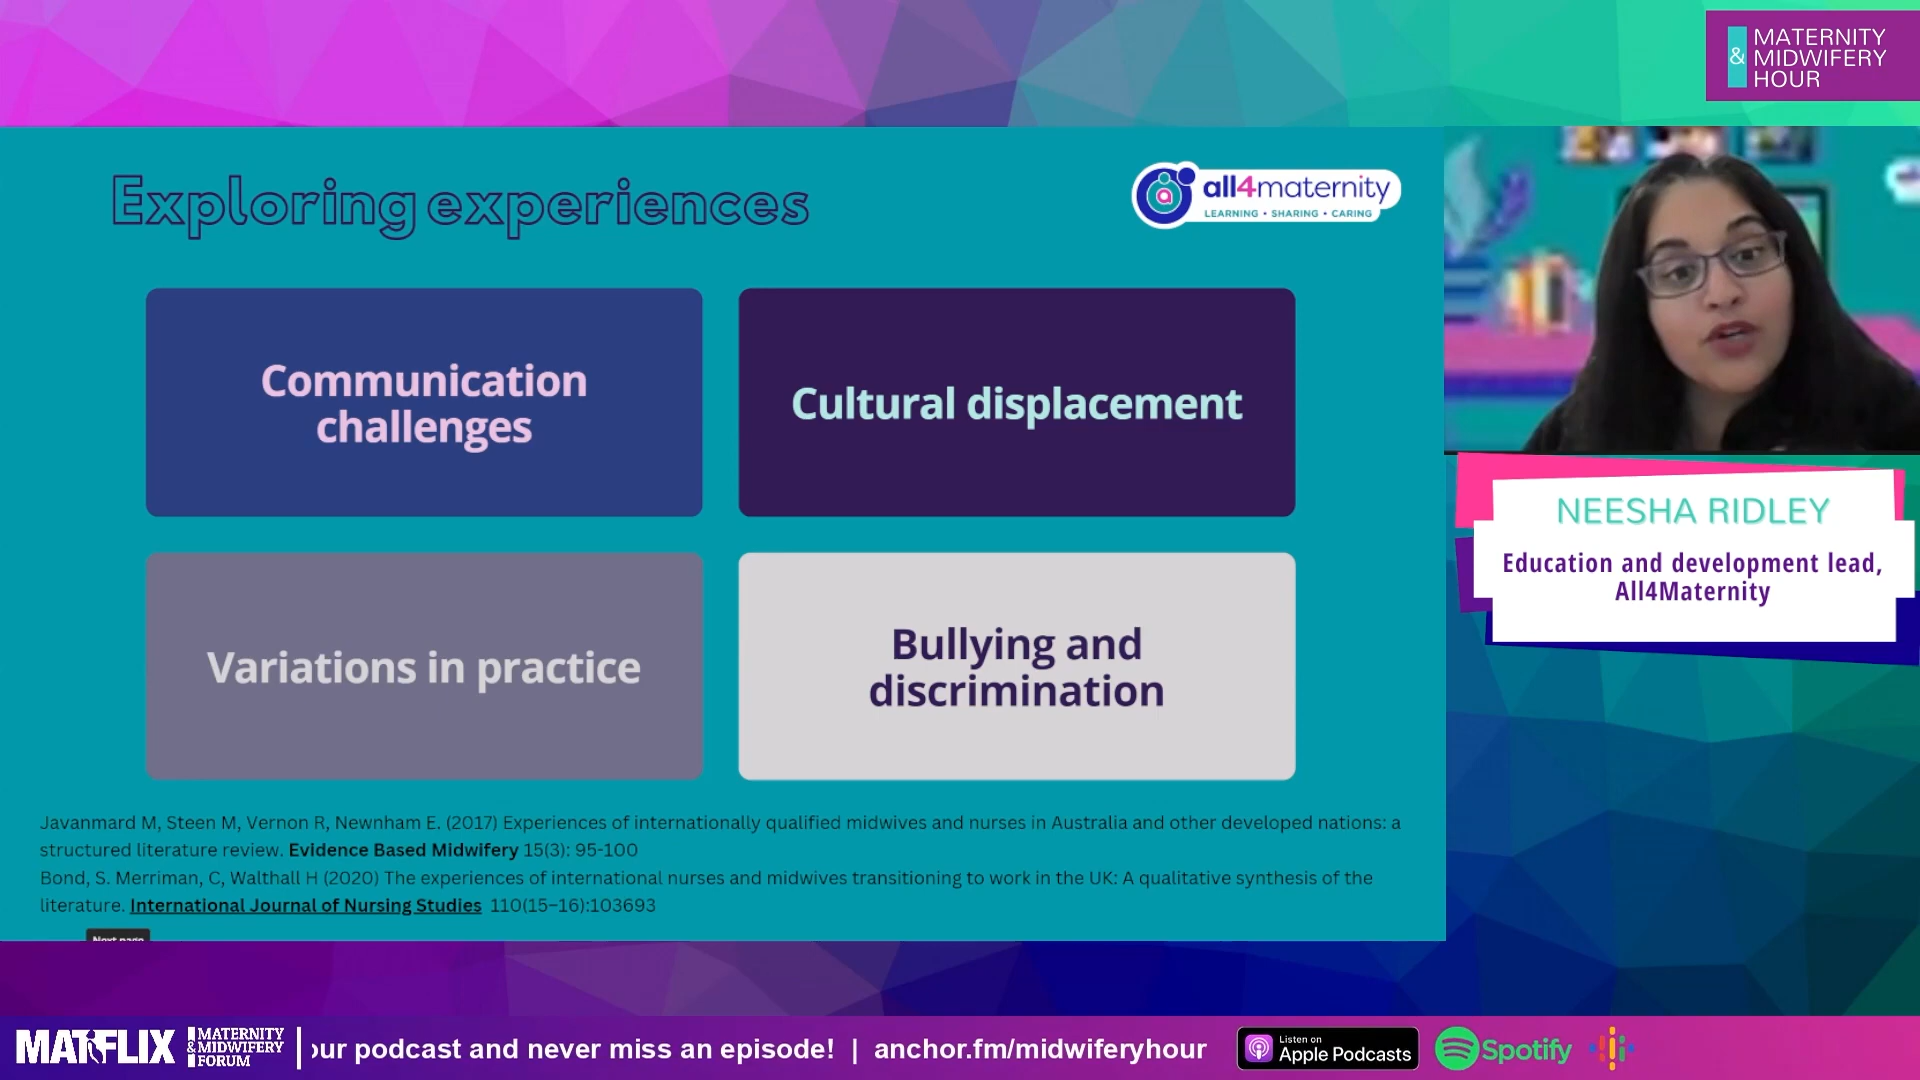 &
MATERNITY
MIDWIFERY
HOUR
Exploring experiences
a
all4maternity
LEARNING • SHARING • CARING
Communication
challenges
Cultural displacement
Variations in practice
Bullying and
discrimination
NEESHA RIDLEY
Education and development lead,
All4Maternity
Javanmard M, Steen M, Vernon R, Newnham E. (2017) Experiences of internationally qualified midwives and nurses in Australia and other developed nations: a
structured literature review. Evidence Based Midwifery 15(3): 95-100
Bond, S. Merriman, C, Walthall H (2020) The experiences of international nurses and midwives transitioning to work in the UK: A qualitative synthesis of the
literature. International Journal of Nursing Studies 110(15–16):103693
Next page
MATFLIX
MATERNITY
& MIDWIFERY
FORUM
our podcast and never miss an episode! | anchor.fm/midwiferyhour
Listen on
Apple Podcasts
Spotify